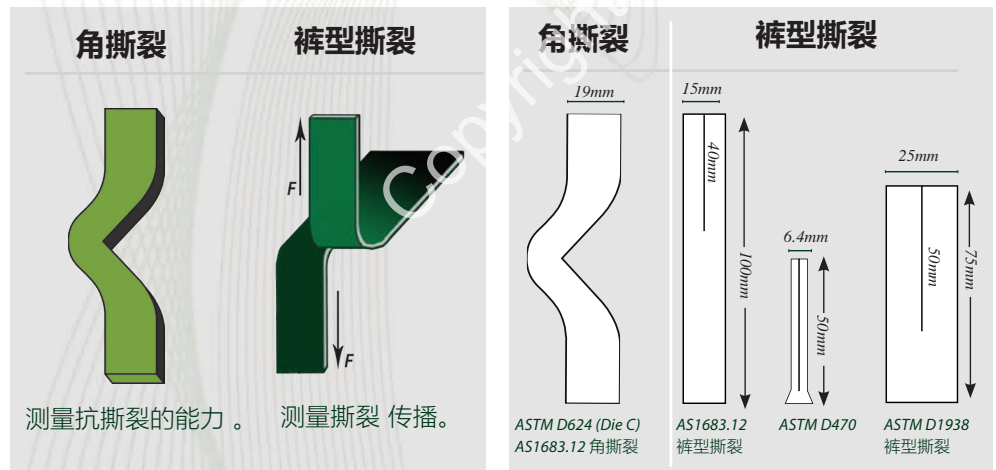 角撕裂
裤型撕裂
F
F
测量抗撕裂的能力 。
测量撕裂 传播。
角撕裂
裤型撕裂
19mm
15mm
40mm
100mm
6.4mm
50mm
25mm
50mm
75mm
ASTM D624 (Die C)
AS1683.12 角撕裂
AS1683.12
裤型撕裂
ASTM D470
ASTM D1938
裤型撕裂
Copyright